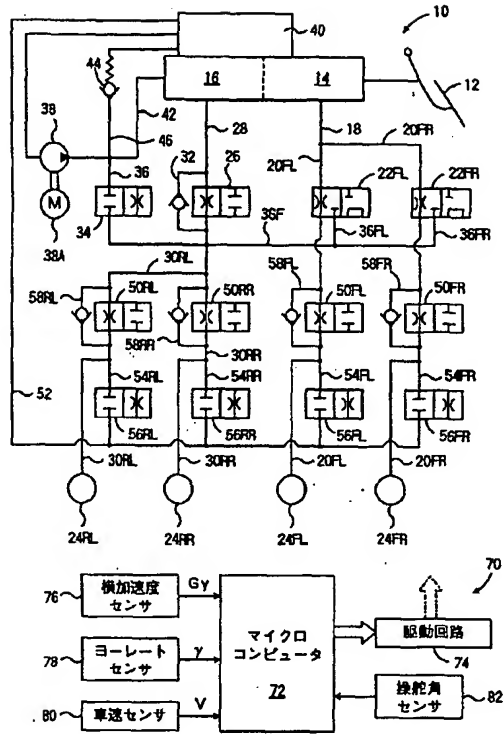 40
10
44
16
14
12
38
42
28
18
46
20FR
32
26
20FL
22FL
22FR
36
M
34
36F
36FL
36FR
38A
30RL
58RL
50RL
50RR
58FL
50FL
58FR
50FR
58RR
30RR
52
54RL
54RR
54FL
54FR
56RL
56RR
56FL
56FR
30RL
30RR
20FL
20FR
24RL
24RR
24FL
24FR
70
76
横加速度
センサ
Gy
マイクロ
コンピュータ
72
駆動回路
74
78
ヨーレート
センサ
γ
操舵角
センサ
82
80
車速センサ
V